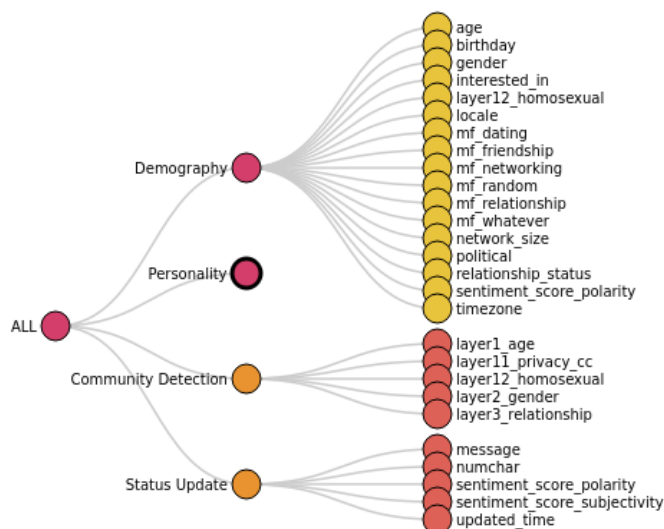 ALL
Demography
age
birthday
gender
interested_in
layer12_homosexual
locale
mf_dating
mf_friendship
mf_networking
mf_random
mf_relationship
mf_whatever
network_size
political
relationship_status
sentiment_score_polarity
timezone
Personality
Community Detection
layer1_age
layer11_privacy_cc
layer12_homosexual
layer2_gender
layer3_relationship
Status Update
message
numchar
sentiment_score_polarity
sentiment_score_subjectivity
updated_time